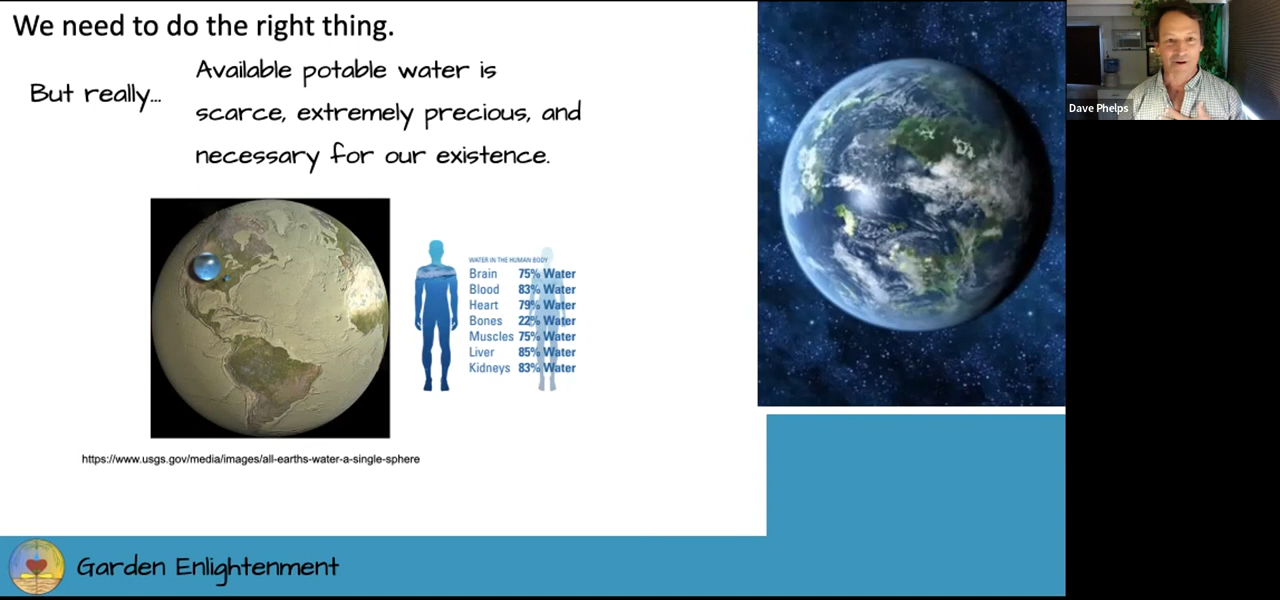 We need to do the right thing.
But really...
Available potable water is
scarce, extremely precious, and
necessary for our existence.
WATER IN THE HUMAN BODY
Brain 75% Water
Blood 83% Water
Heart 79% Water
Bones 22% Water
Muscles 75% Water
Liver 85% Water
Kidneys 83% Water
https://www.usgs.gov/media/images/all-earths-water-a-single-sphere
Garden Enlightenment
Dave Phelps